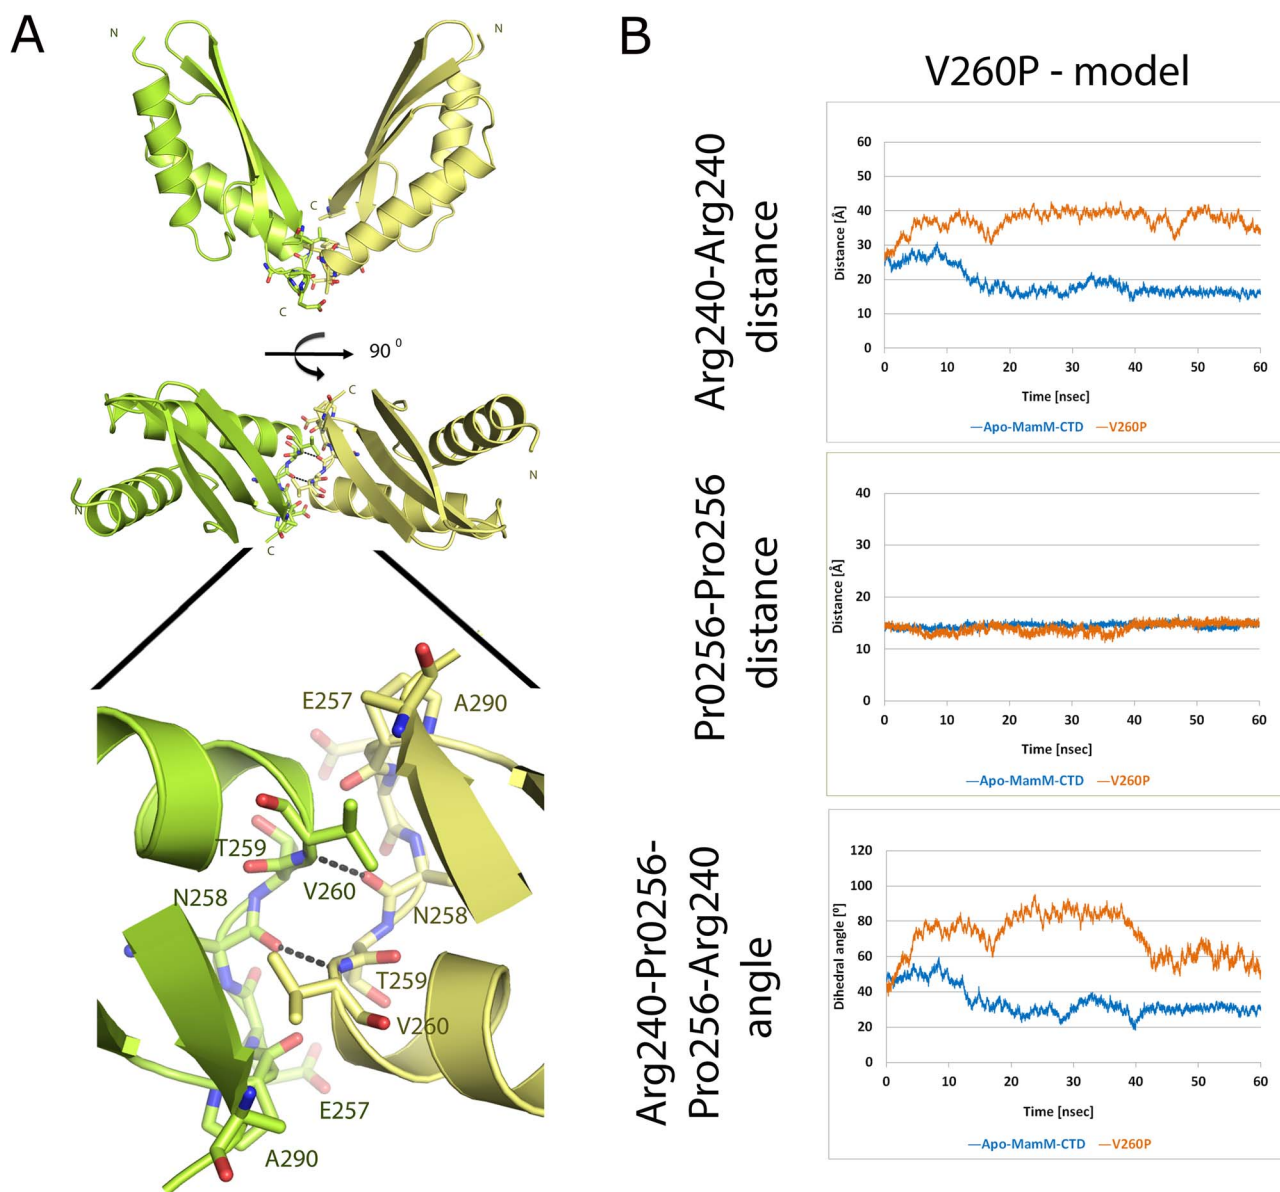 A
N
N
C
C
90 0
C
N
N
C
E257
A290
T259
V260
N258
N258
T259
V260
E257
A290
B
V260P - model
Arg240-Arg240
distance
60
50
40
30
20
10
0
Distance [Å]
0 10 20 30 40 50 60
Time [nsec]
Apo-MamM-CTD V260P
Pr0256-Pro256
distance
40
30
20
10
0
Distance [Å]
0 10 20 30 40 50 60
Time [nsec]
Apo-MamM-CTD V260P
Arg240-Pr0256-
Pro256-Arg240
angle
120
100
80
60
40
20
0
Dihedral angle [⁰]
0 10 20 30 40 50 60
Time [nsec]
Apo-MamM-CTD V260P